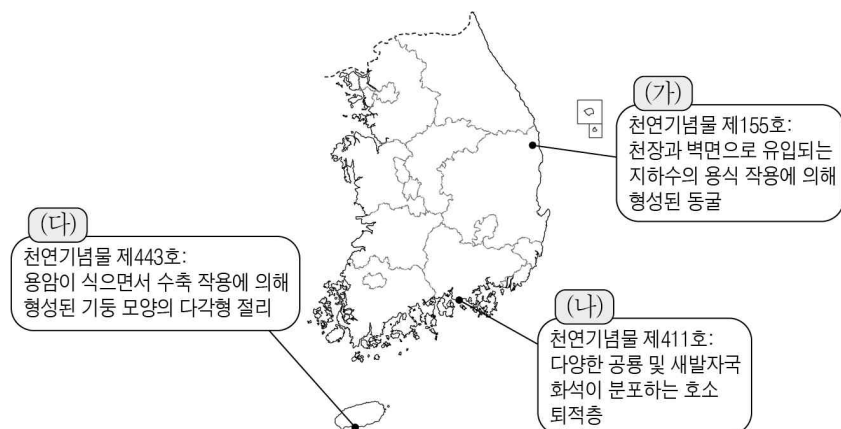 (가)
천연기념물 제155호:
천장과 벽면으로 유입되는
지하수의 용식 작용에 의해
형성된 동굴
(다)
천연기념물 제443호:
용암이 식으면서 수축 작용에 의해
형성된 기둥 모양의 다각형 절리
(나)
천연기념물 제411호:
다양한 공룡 및 새발자국
화석이 분포하는 호소
퇴적층